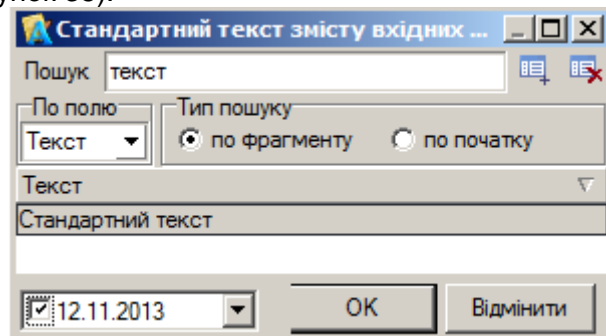 Стандартний текст змісту вхідних ...
Пошук текст
По полю Тип пошуку
Текст по фрагменту по початку
Текст
Стандартний текст
12.11.2013 OK Відмінити